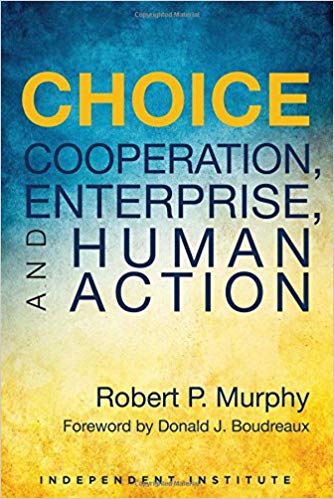 CHOICE
COOPERATION,
ENTERPRISE,
AND HUMAN
ACTION
Robert P. Murphy
Foreword by Donald J. Boudreaux
INDEPENDENT INSTITUTE